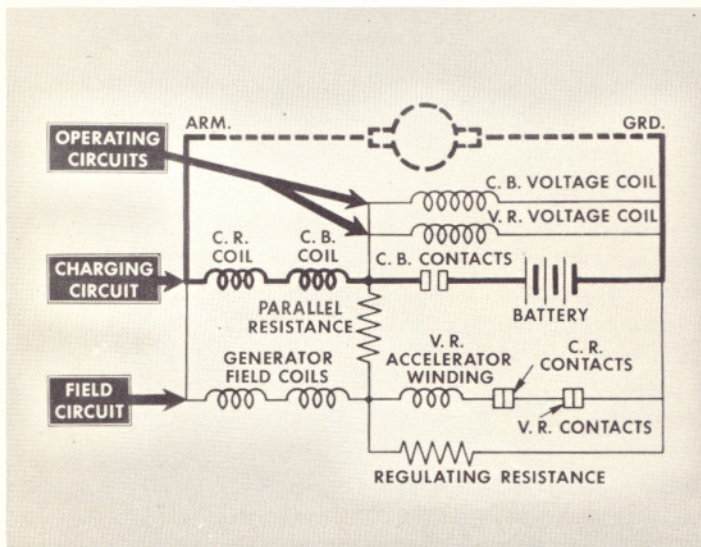 ARM.
GRD.
OPERATING
CIRCUITS
C. B. VOLTAGE COIL
V. R. VOLTAGE COIL
C. R.
COIL
C. B.
COIL
C. B. CONTACTS
CHARGING
CIRCUIT
BATTERY
PARALLEL
RESISTANCE
GENERATOR
FIELD COILS
V. R.
ACCELERATOR
WINDING
C. R.
CONTACTS
FIELD
CIRCUIT
V. R. CONTACTS
REGULATING RESISTANCE